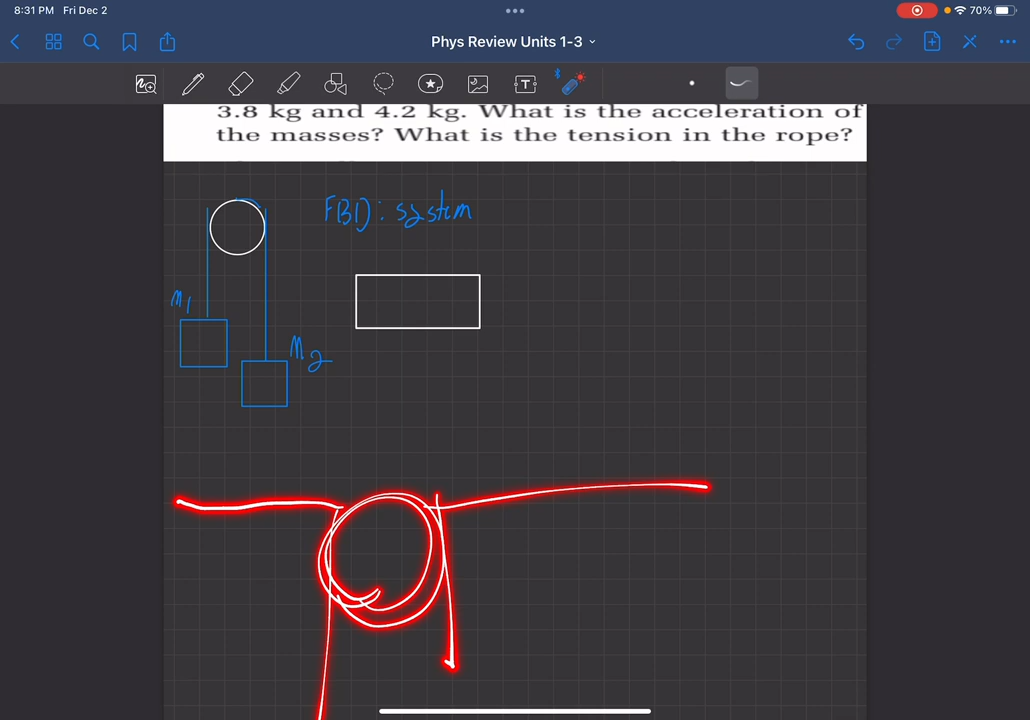 8:31 PM Fri Dec 2
70%
Phys Review Units 1-3
T
3.8 kg and 4.2 kg. What is the acceleration of
the masses? What is the tension in the rope?
FBD: system
M1
M2